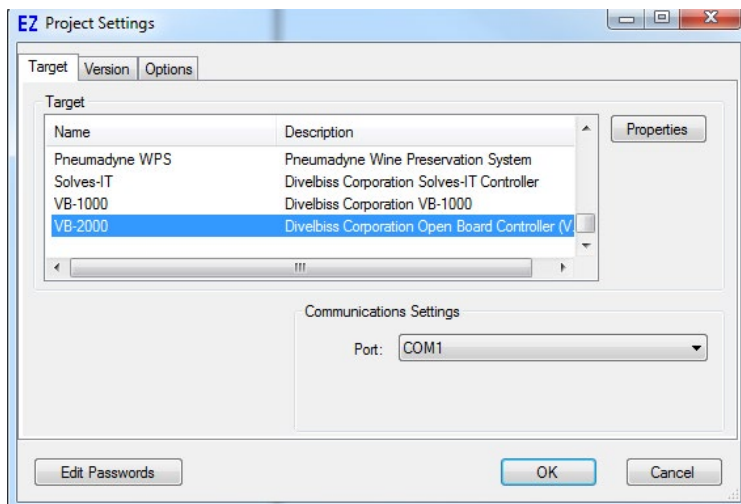 EZ Project Settings
Target Version Options
Target
Name Description
Pneumadyne WPS Pneumadyne Wine Preservation System
Solves-IT Divelbiss Corporation Solves-IT Controller
VB-1000 Divelbiss Corporation VB-1000
VB-2000 Divelbiss Corporation Open Board Controller (V.
Properties
Communications Settings
Port: COM1
Edit Passwords OK Cancel